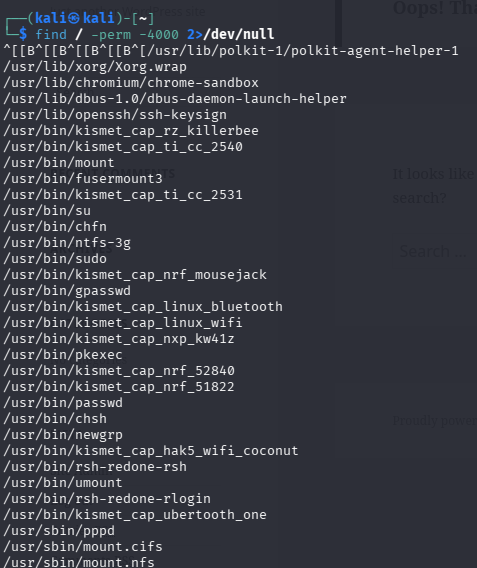 Oops! Tha
┌──(kali㉿kali)-[~]
└─$ find / -perm -4000 2>/dev/null
^[[B^[[B^[[B^[[B^[/usr/lib/polkit-1/polkit-agent-helper-1
/usr/lib/xorg/Xorg.wrap
/usr/lib/chromium/chrome-sandbox
/usr/lib/dbus-1.0/dbus-daemon-launch-helper
/usr/lib/openssh/ssh-keysign
/usr/bin/kismet_cap_rz_killerbee
/usr/bin/kismet_cap_ti_cc_2540
/usr/bin/mount
/usr/bin/fusermount3
It looks like
/usr/bin/kismet_cap_ti_cc_2531
search?
/usr/bin/su
/usr/bin/chfn
/usr/bin/ntfs-3g
Search …
/usr/bin/sudo
/usr/bin/kismet_cap_nrf_mousejack
/usr/bin/gpasswd
/usr/bin/kismet_cap_linux_bluetooth
/usr/bin/kismet_cap_linux_wifi
/usr/bin/kismet_cap_nxp_kw41z
/usr/bin/pkexec
/usr/bin/kismet_cap_nrf_52840
/usr/bin/kismet_cap_nrf_51822
/usr/bin/passwd
/usr/bin/chsh
Proudly power
/usr/bin/newgrp
/usr/bin/kismet_cap_hak5_wifi_coconut
/usr/bin/rsh-redone-rsh
/usr/bin/umount
/usr/bin/rsh-redone-rlogin
/usr/bin/kismet_cap_ubertooth_one
/usr/sbin/pppd
/usr/sbin/mount.cifs
/usr/sbin/mount.nfs